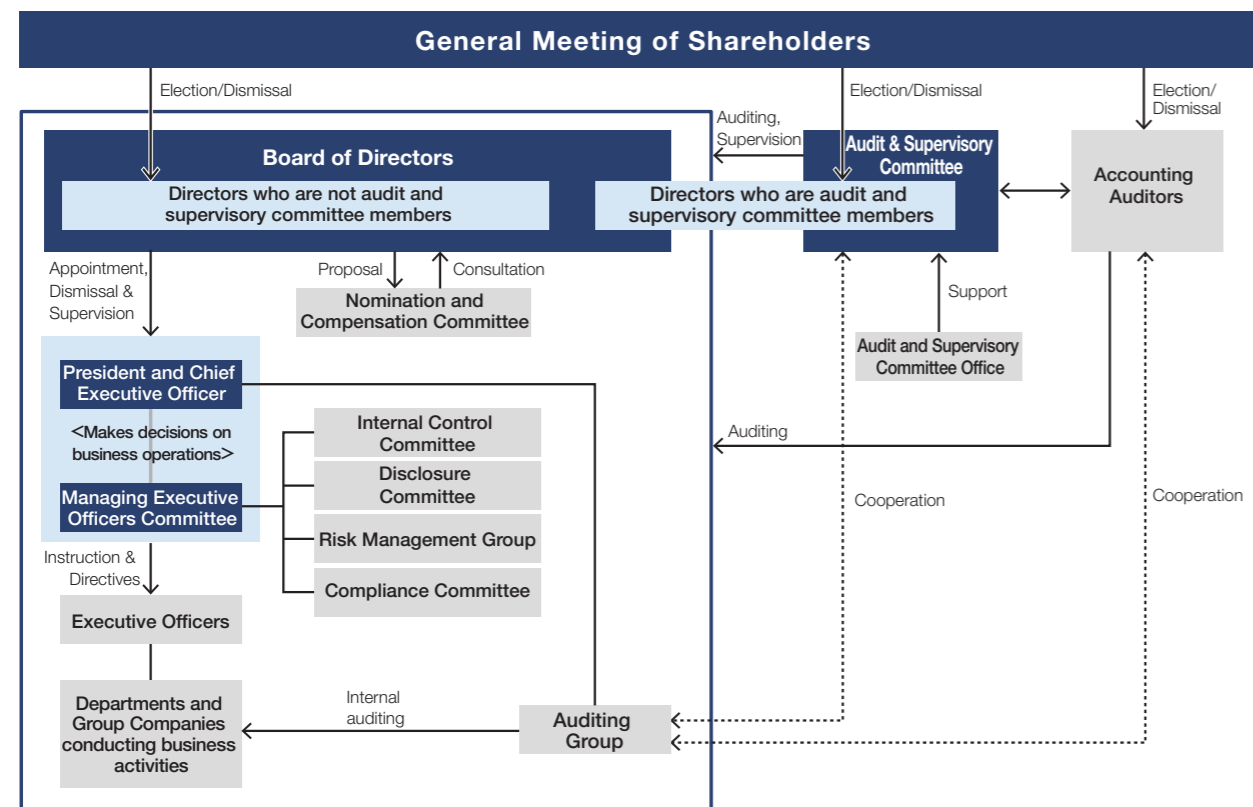 General Meeting of Shareholders
Election/Dismissal
Election/Dismissal
Election/
Dismissal
Auditing,
Supervision
Board of Directors
Directors who are not audit and
supervisory committee members
Audit & Supervisory
Committee
Directors who are audit and
supervisory committee members
Accounting
Auditors
Appointment,
Dismissal &
Supervision
Proposal
Consultation
Nomination and
Compensation Committee
Support
Audit and Supervisory
Committee Office
President and Chief
Executive Officer
<Makes decisions on
business operations>
Managing Executive
Officers Committee
Internal Control
Committee
Disclosure
Committee
Risk Management Group
Compliance Committee
Auditing
Cooperation
Cooperation
Instruction &
Directives
Executive Officers
Departments and
Group Companies
conducting business
activities
Internal
auditing
Auditing
Group